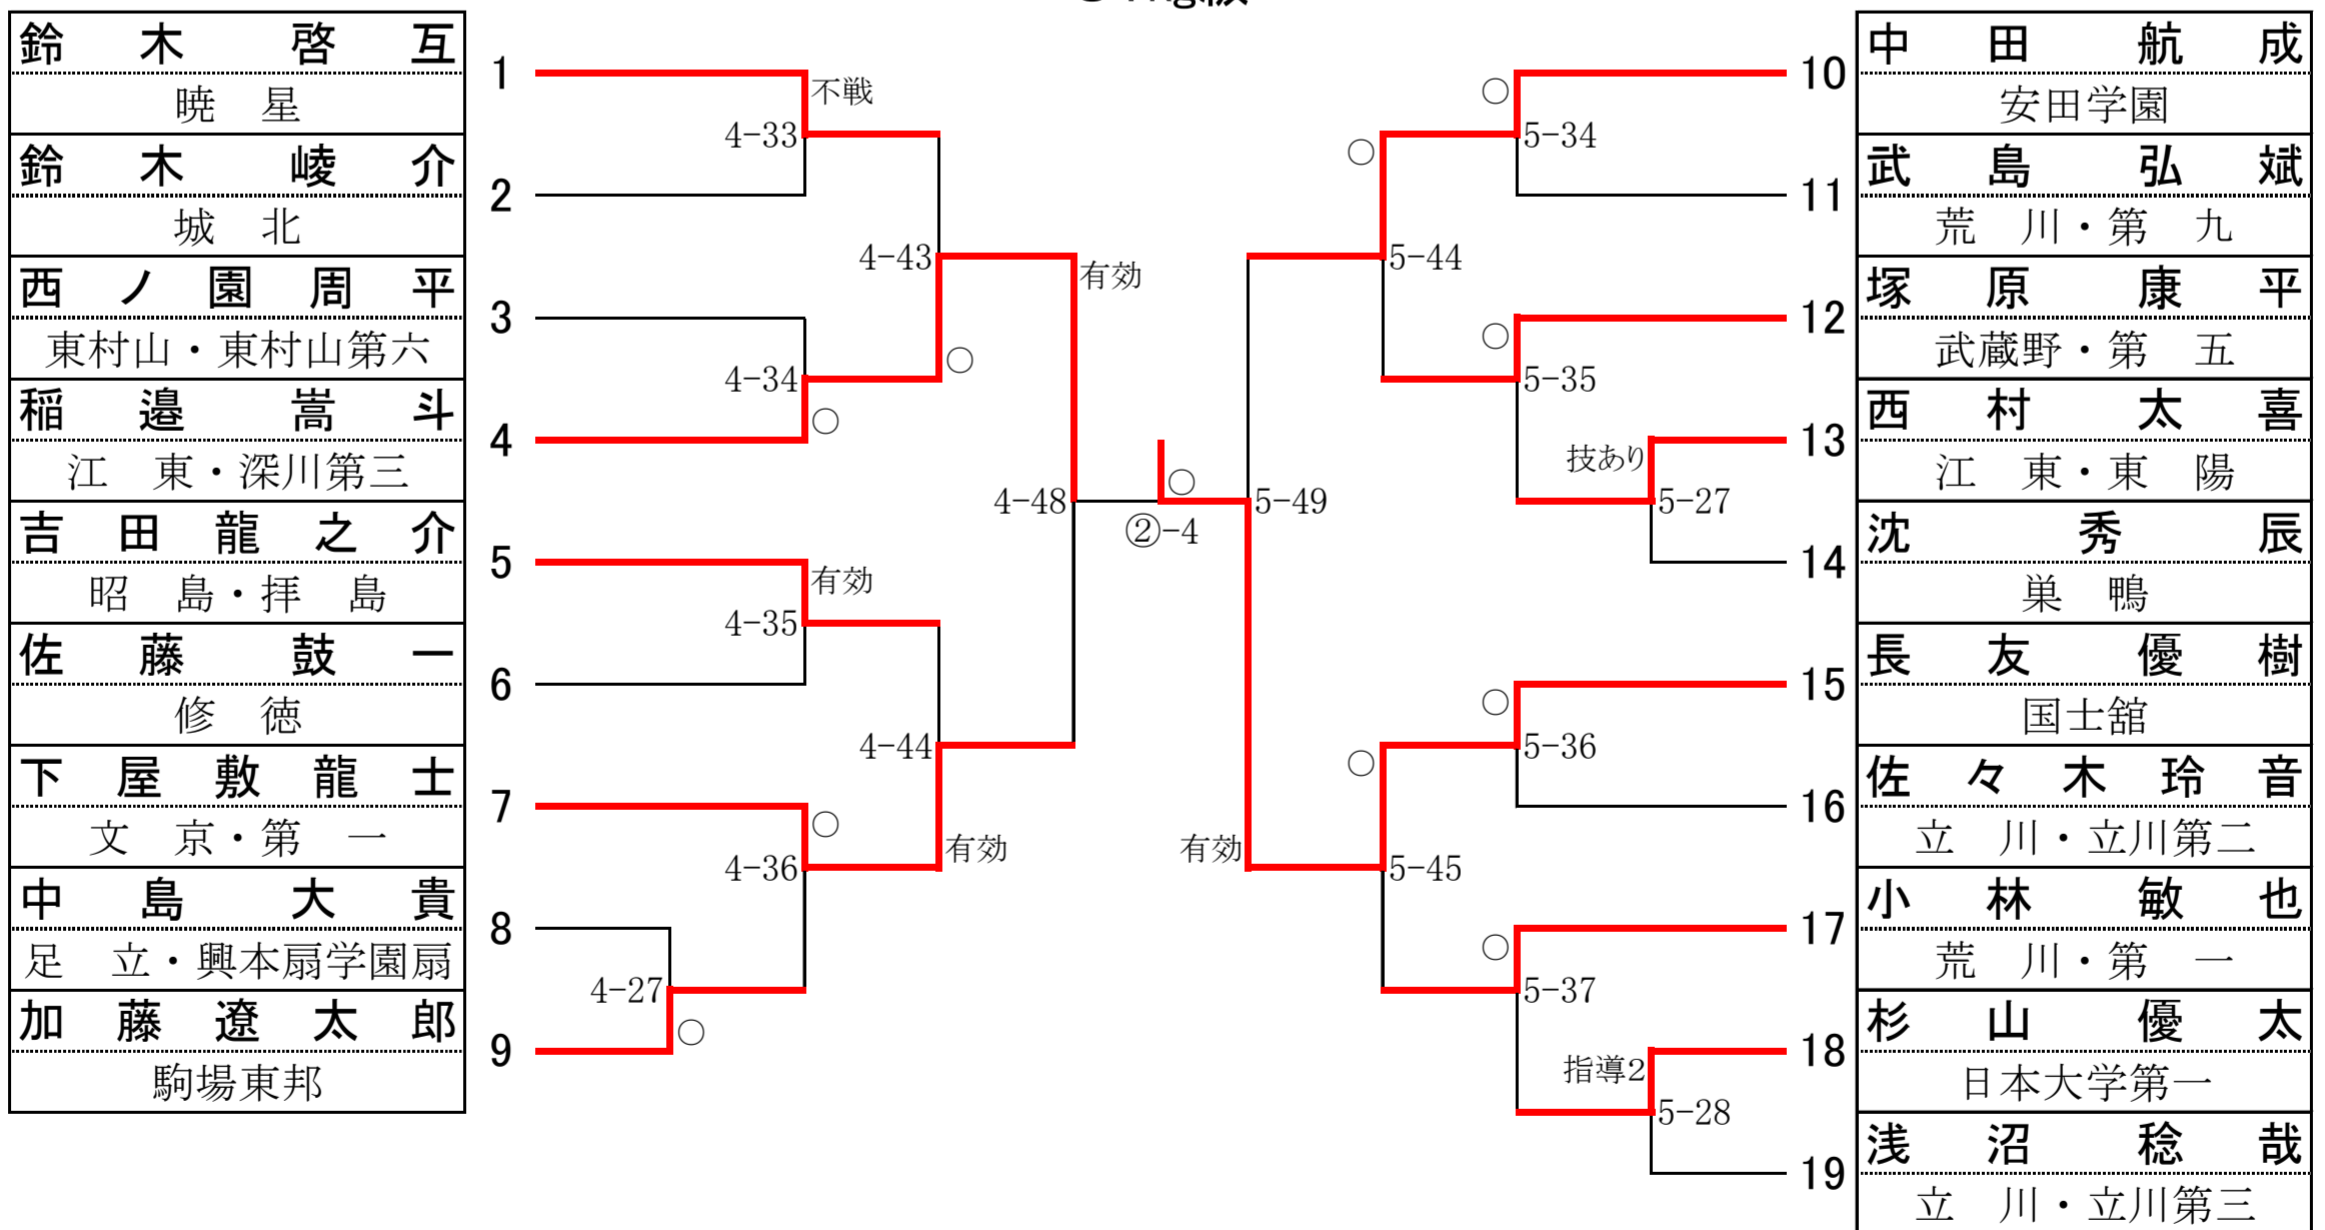 鈴木啓互
暁星
鈴木崚介
城北
西ノ園周平
東村山・東村山第六
稲邉嵩斗
江東・深川第三
吉田龍之介
昭島・拝島
佐藤鼓一
修徳
下屋敷龍士
文京・第一
中島大貴
足立・興本扇学園扇
加藤遼太郎
駒場東邦
1
2
3
4
5
6
7
8
9
不戦
4-33
4-43
有効
4-34
○
○
4-48
有効
4-35
4-44
○
4-36
有効
4-27
○
○
②-4
5-49
有効
○
5-34
○
5-44
○
5-35
技あり
5-27
○
5-36
○
5-45
○
5-37
指導2
5-28
10
11
12
13
14
15
16
17
18
19
中田航成
安田学園
武島弘斌
荒川・第九
塚原康平
武蔵野・第五
西村太喜
江東・東陽
沈秀辰
巣鴨
長友優樹
国士舘
佐々木玲音
立川・立川第二
小林敏也
荒川・第一
杉山優太
日本大学第一
浅沼稔哉
立川・立川第三